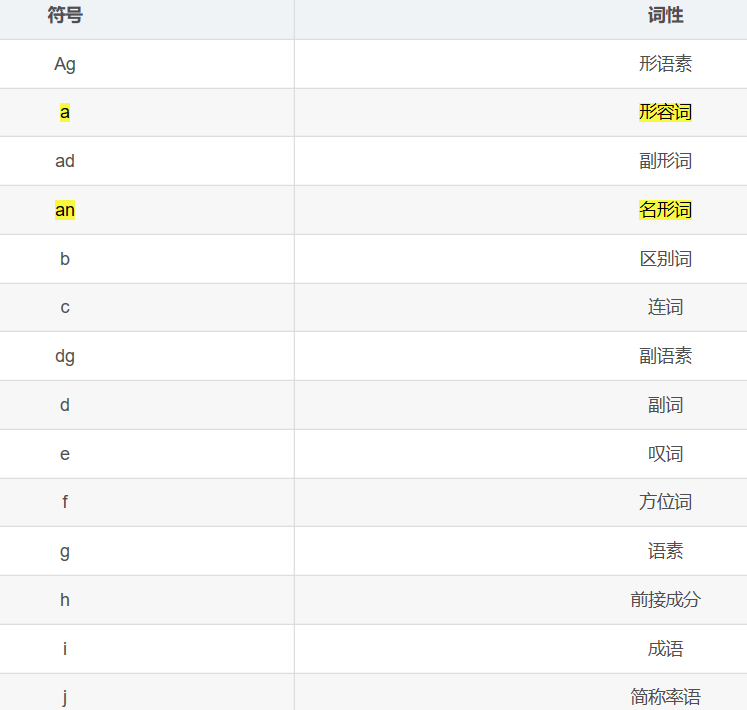 符号 词性
Ag 形语素
a 形容词
ad 副形词
an 名形词
b 区别词
c 连词
dg 副语素
d 副词
e 叹词
f 方位词
g 语素
h 前接成分
i 成语
j 简称率语